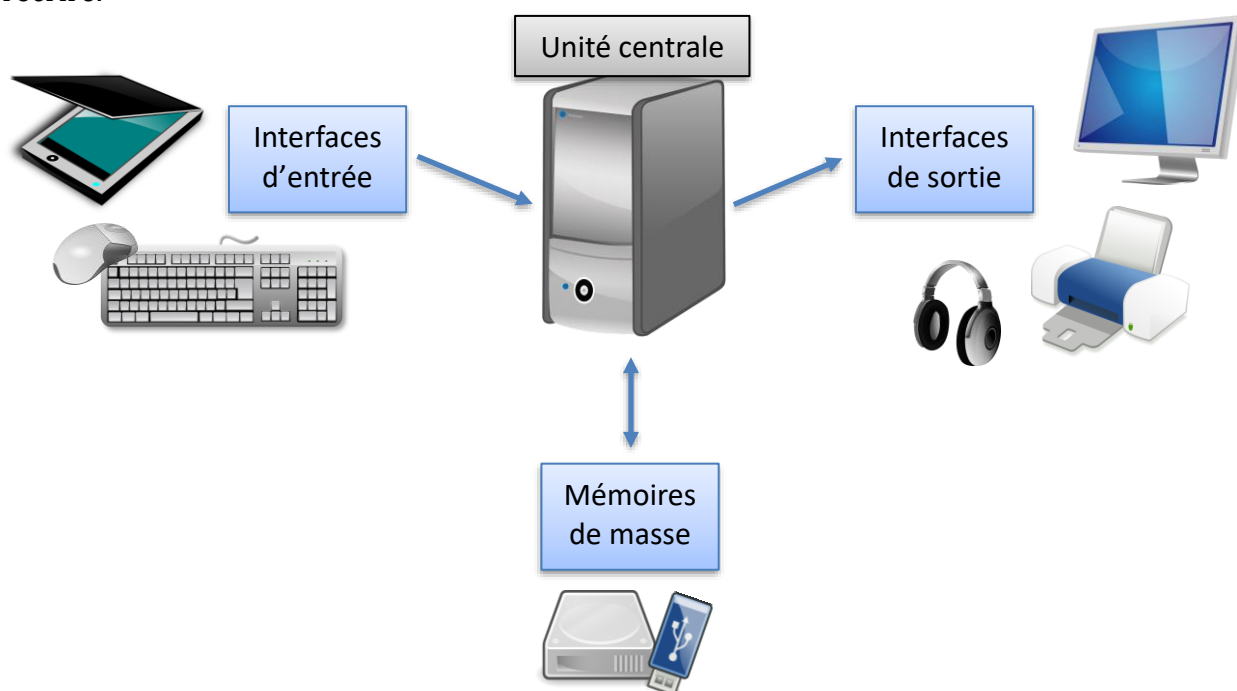 Unité centrale
Interfaces
d’entrée
Interfaces
de sortie
Mémoires
de masse